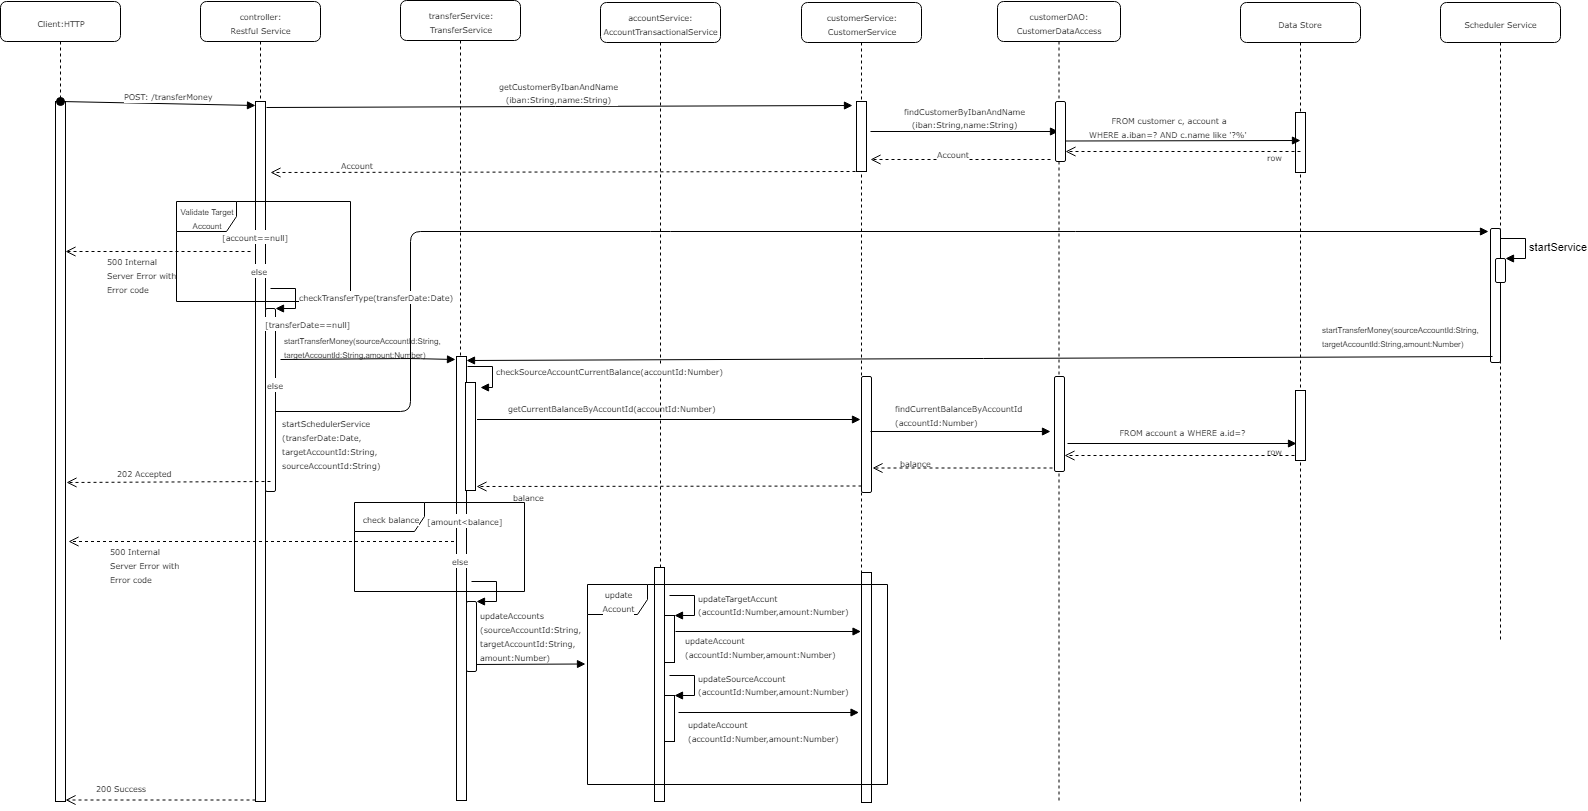 Client:HTTP
controller:
Restful Service
transferService:
TransferService
accountService:
AccountTransactionalService
customerService:
CustomerService
customerDAO:
CustomerDataAccess
Data Store
Scheduler Service
POST: /transferMoney
getCustomerByIbanAndName
(iban:String,name:String)
findCustomerByIbanAndName
(iban:String,name:String)
FROM customer c, account a
WHERE a.iban=? AND c.name like '?%'
row
Account
Account
Validate Target
Account
[account==null]
500 Internal
Server Error with
Error code
else
startService
checkTransferType(transferDate:Date)
[transferDate==null]
startTransferMoney(sourceAccountId:String,
targetAccountId:String,amount:Number)
startTransferMoney(sourceAccountId:String,
targetAccountId:String,amount:Number)
checkSourceAccountCurrentBalance(accountId:Number)
else
getCurrentBalanceByAccountId(accountId:Number)
findCurrentBalanceByAccountId
(accountId:Number)
FROM account a WHERE a.id=?
row
startSchedulerService
(transferDate:Date,
targetAccountId:String,
sourceAccountId:String)
balance
202 Accepted
balance
check balance
[amount<balance]
500 Internal
Server Error with
Error code
else
updateAccounts
(sourceAccountId:String,
targetAccountId:String,
amount:Number)
update
Account
updateTargetAccunt
(accountId:Number,amount:Number)
updateAccount
(accountId:Number,amount:Number)
updateSourceAccount
(accountId:Number,amount:Number)
updateAccount
(accountId:Number,amount:Number)
200 Success